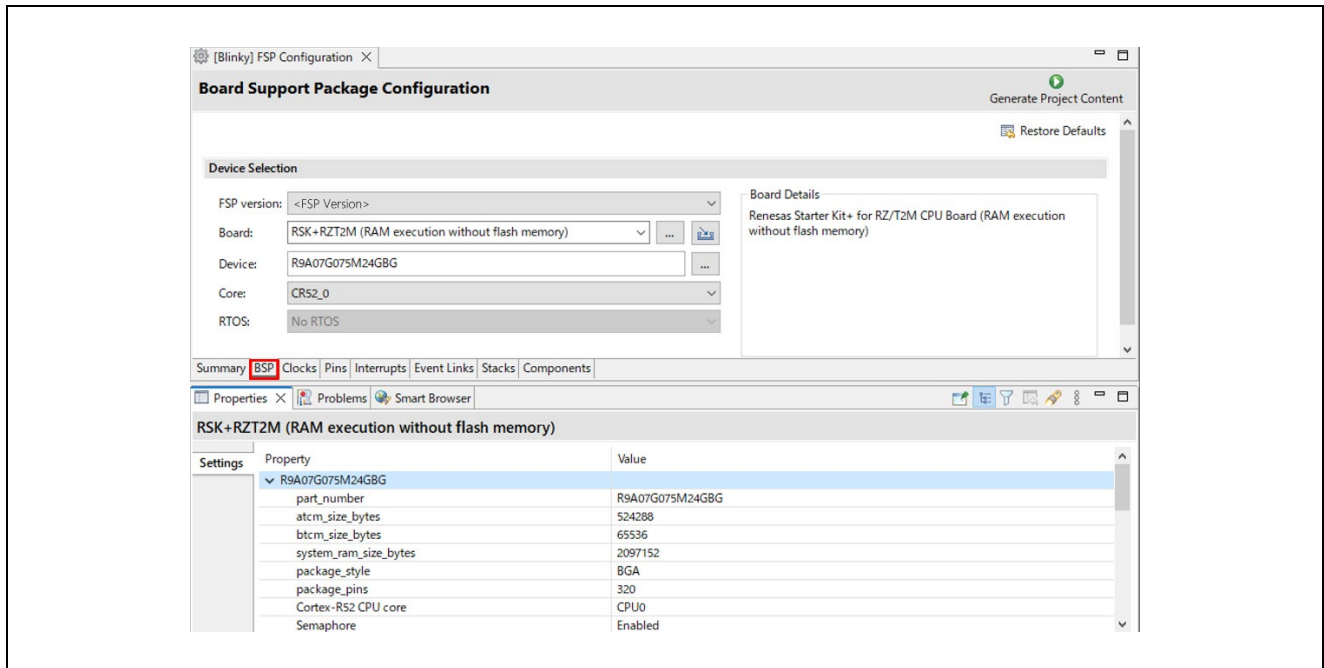 [Blinky] FSP Configuration
Board Support Package Configuration
Generate Project Content
Restore Defaults
Device Selection
FSP version: <FSP Version>
Board: RSK+RZT2M (RAM execution without flash memory) ...
Device: R9A07G075M24GBG ...
Core: CR52_0
RTOS: No RTOS
Board Details
Renesas Starter Kit+ for RZ/T2M CPU Board (RAM execution
without flash memory)
Summary BSP Clocks Pins Interrupts Event Links Stacks Components
Properties Problems Smart Browser
RSK+RZT2M (RAM execution without flash memory)
Settings Property Value
R9A07G075M24GBG
part_number R9A07G075M24GBG
atcm_size_bytes 524288
btcm_size_bytes 65536
system_ram_size_bytes 2097152
package_style BGA
package_pins 320
Cortex-R52 CPU core CPU0
Semaphore Enabled